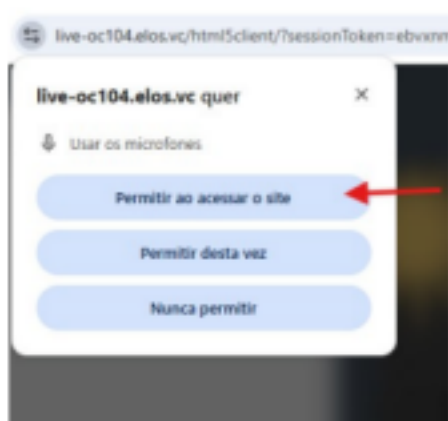 live-oc104.elos.vc/html5client/?sessionToken=ebvxnm
live-oc104.elos.vc quer
Usar os microfones
Permitir ao acessar o site
Permitir desta vez
Nunca permitir